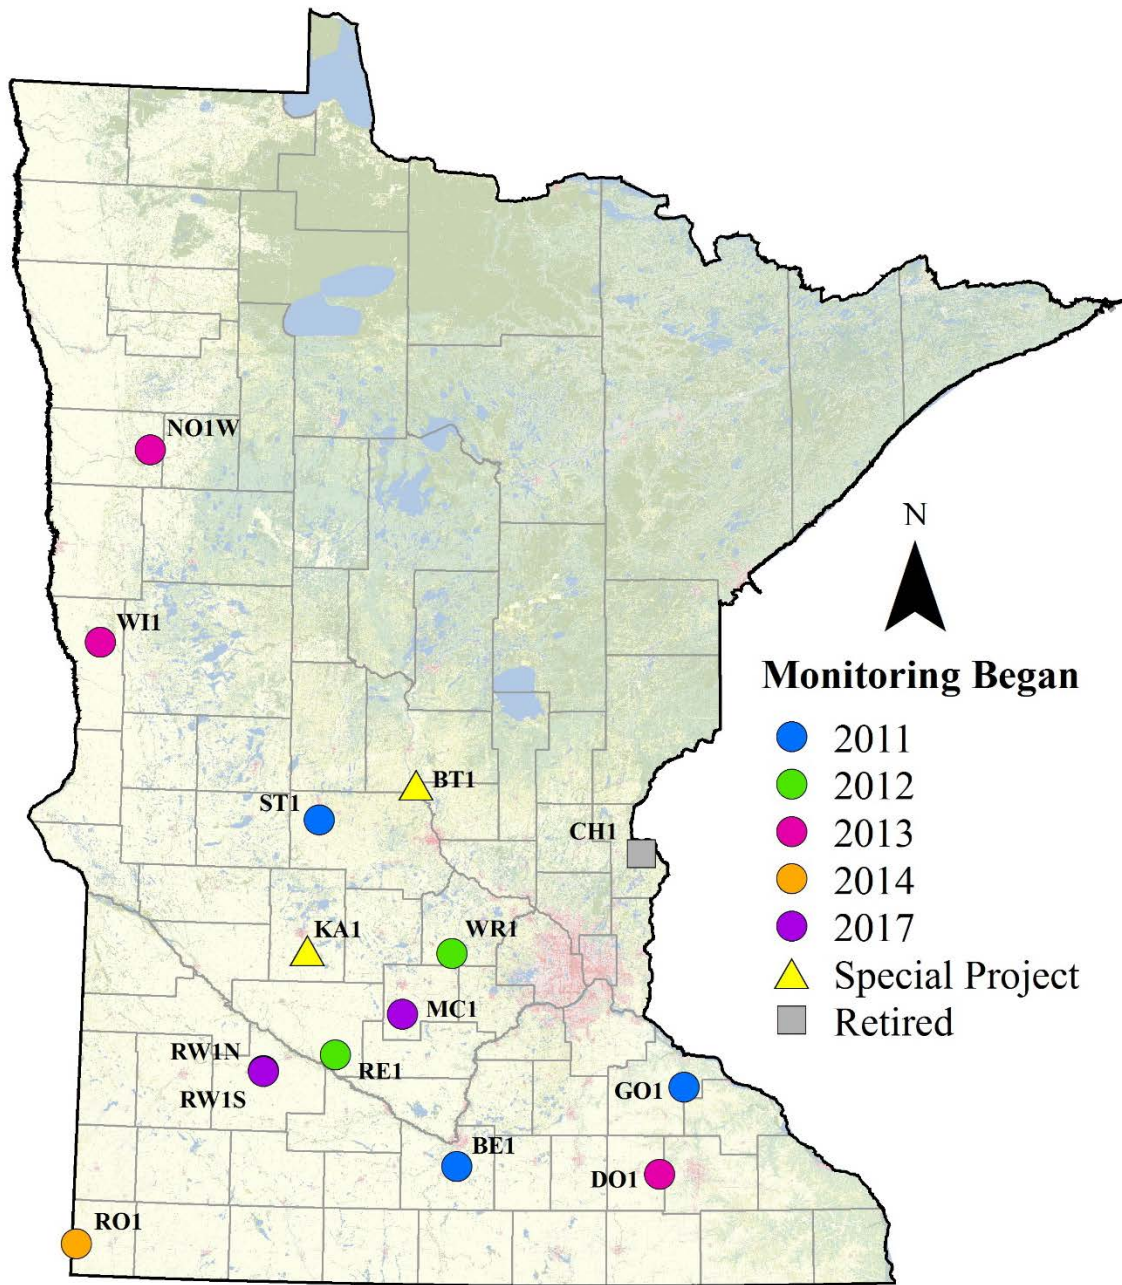 NO1W
N
WI1
Monitoring Began
2011
2012
2013
2014
2017
Special Project
Retired
BT1
ST1
CH1
KA1
WR1
MC1
RW1N
RE1
RW1S
GO1
BE1
DO1
RO1